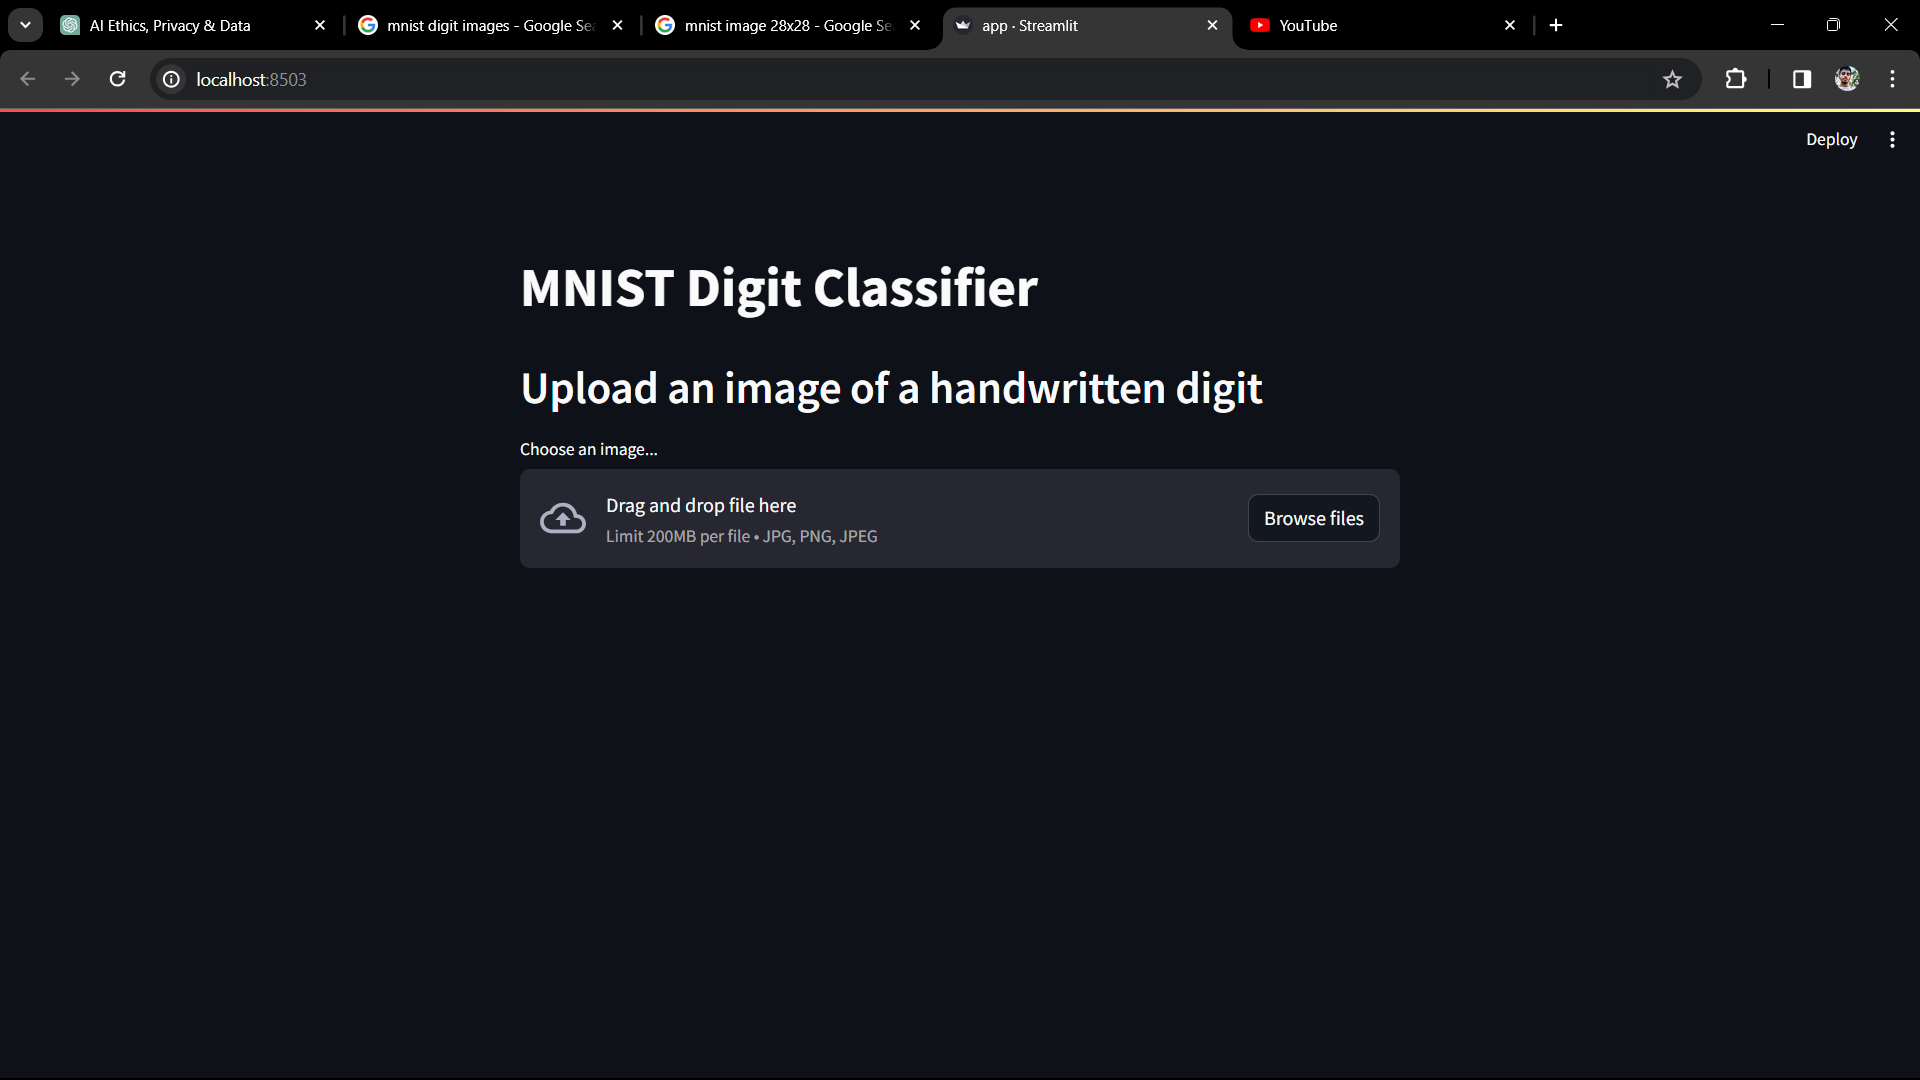 AI Ethics, Privacy & Data
mnist digit images - Google Se
mnist image 28x28 - Google Se
app · Streamlit
YouTube
localhost:8503
Deploy
MNIST Digit Classifier
Upload an image of a handwritten digit
Choose an image...
Drag and drop file here
Limit 200MB per file • JPG, PNG, JPEG
Browse files